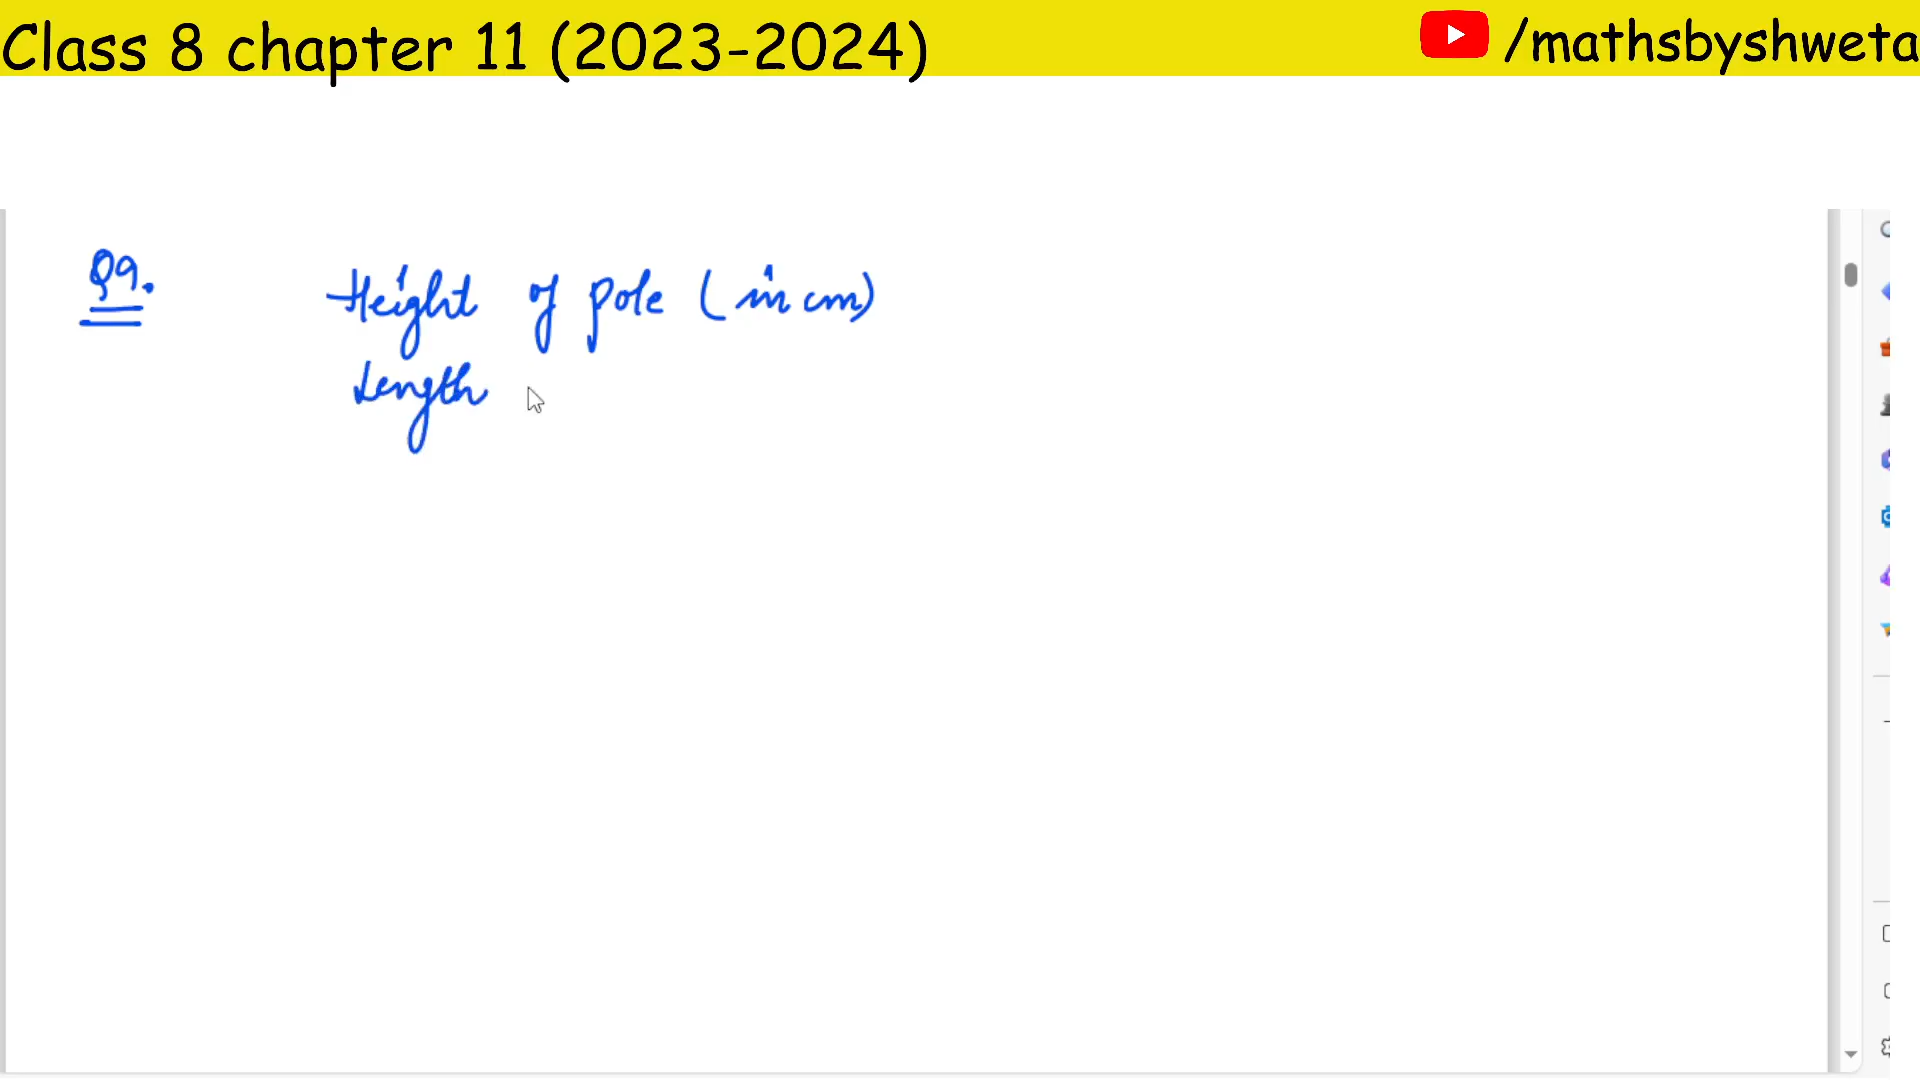 Class 8 chapter 11 (2023-2024)
/mathsbyshweta
Q9.
Height of pole (in cm)
Length